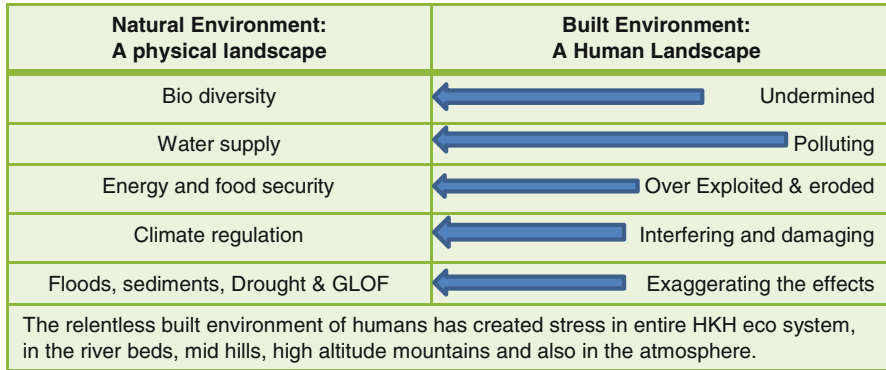 Natural Environment:
A physical landscape
Built Environment:
A Human Landscape
Bio diversity
Undermined
Water supply
Polluting
Energy and food security
Over Exploited & eroded
Climate regulation
Interfering and damaging
Floods, sediments, Drought & GLOF
Exaggerating the effects
The relentless built environment of humans has created stress in entire HKH eco system,
in the river beds, mid hills, high altitude mountains and also in the atmosphere.